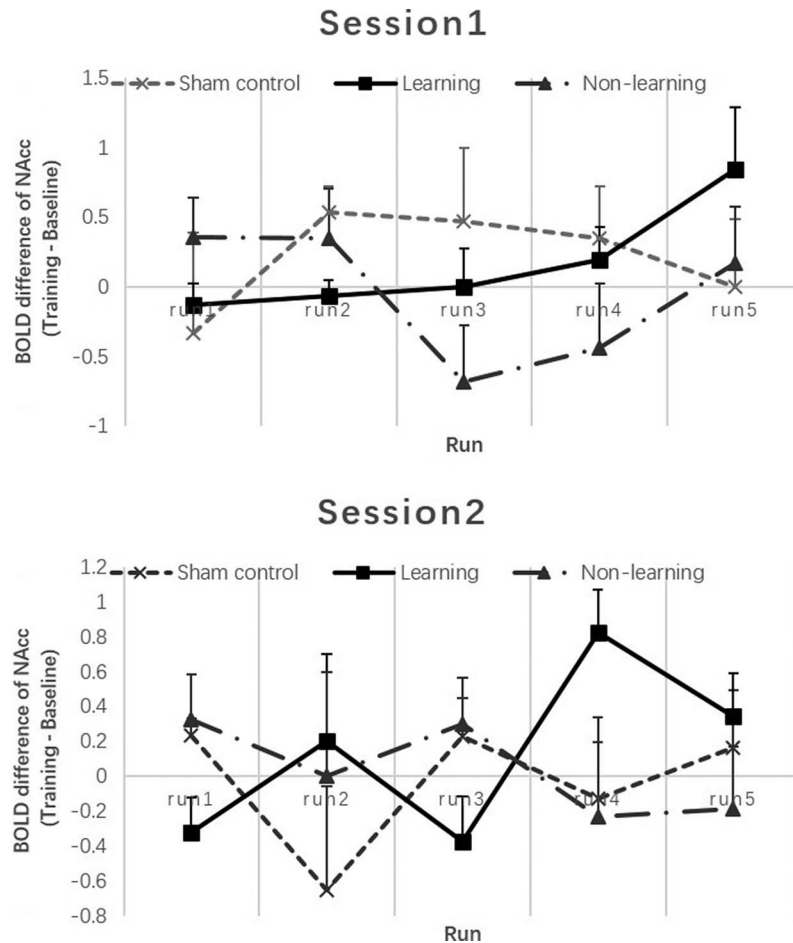 Session1
1.5
Sham control Learning Non-learning
1
0.5
0
-0.5
-1
BOLD difference of NAcc
(Training - Baseline)
run1 run2 run3 run4 run5
Run
Session2
1.2
Sham control Learning Non-learning
1
0.8
0.6
0.4
0.2
0
-0.2
-0.4
-0.6
-0.8
BOLD difference of NAcc
(Training - Baseline)
run1 run2 run3 run4 run5
Run